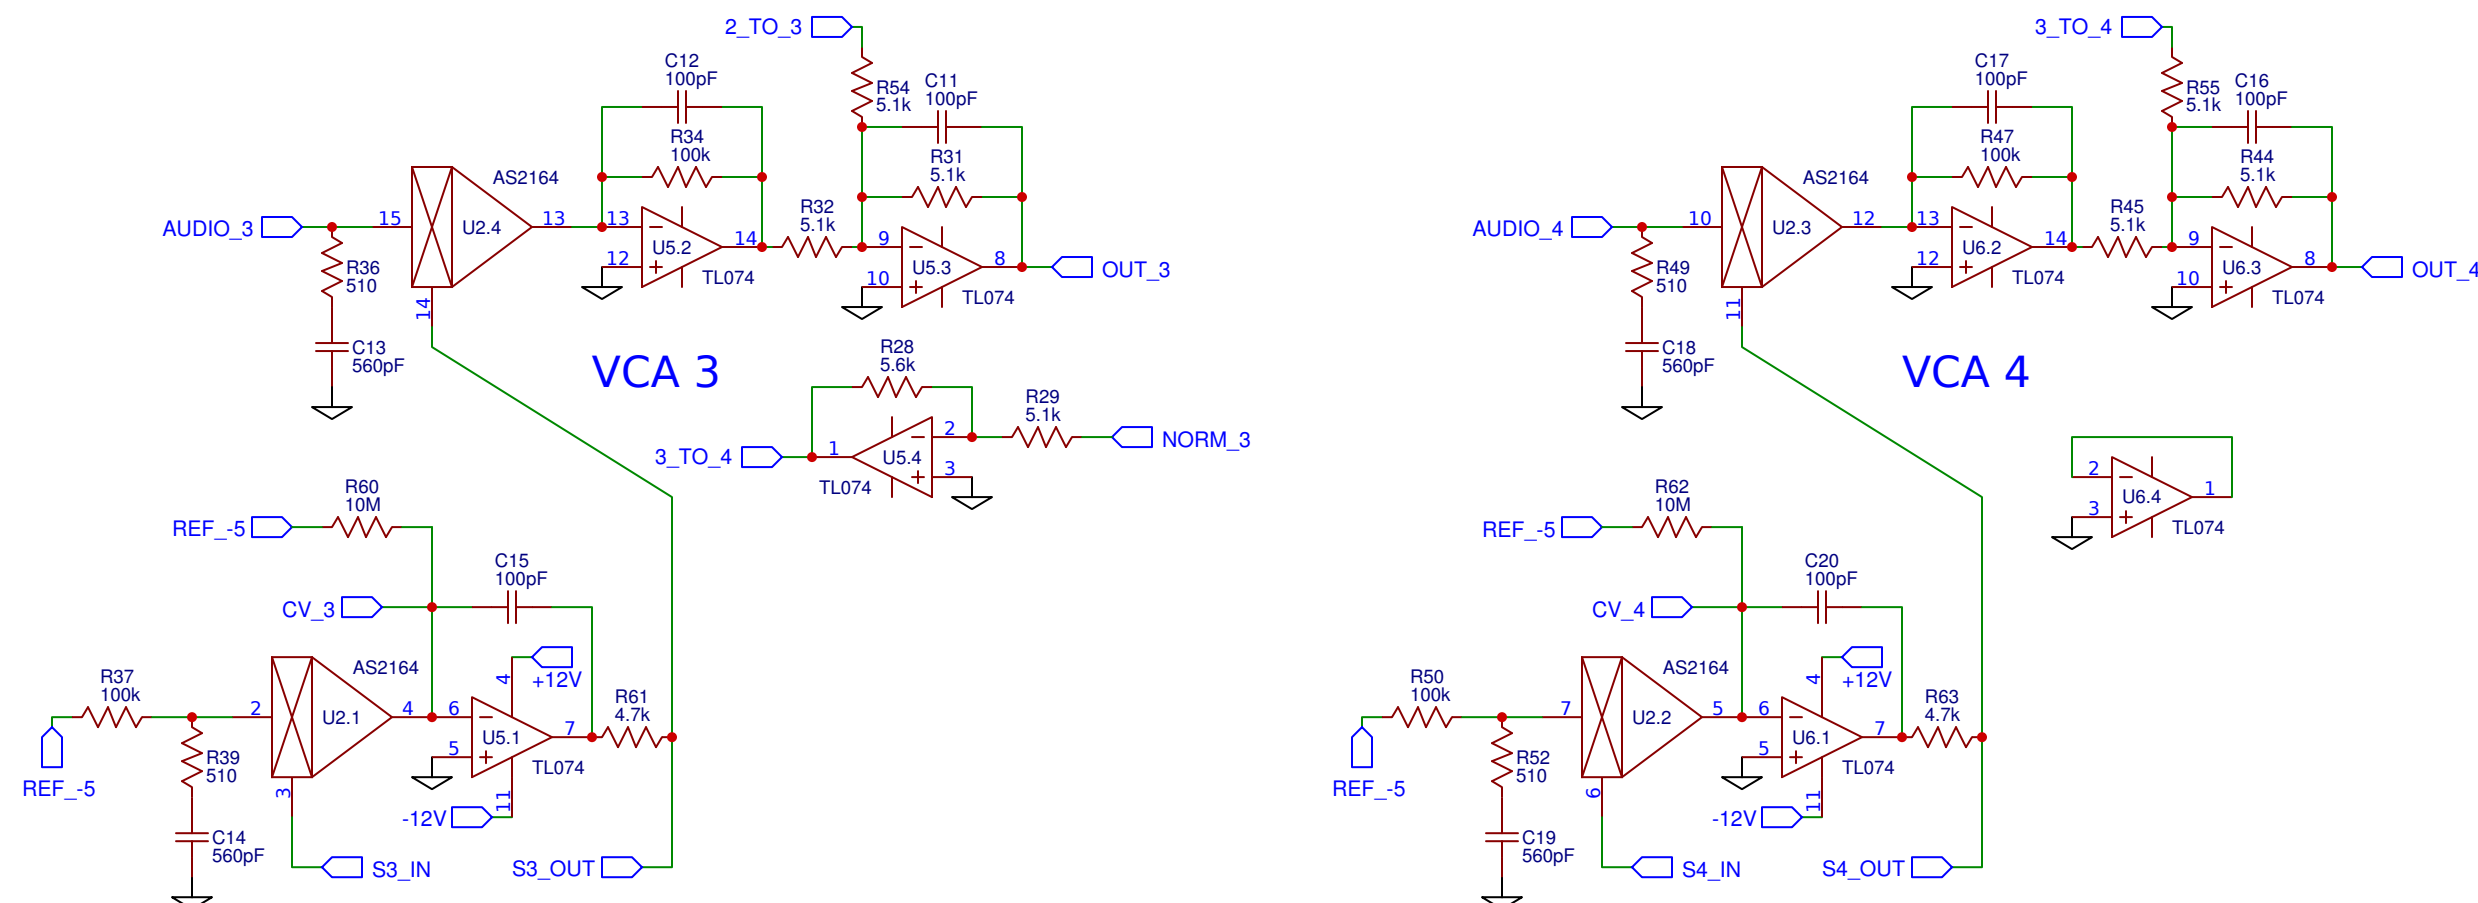 2_TO_3
C12
100pF
R54
5.1k
C11
100pF
R34
100k
R31
5.1k
AS2164
AUDIO_3
15
U2.4
13
13
12
U5.2
14
TL074
R32
5.1k
9
10
U5.3
8
TL074
OUT_3
R36
510
14
C13
560pF
VCA 3
R28
5.6k
R29
5.1k
3_TO_4
1
U5.4
2
3
TL074
NORM_3
R60
10M
REF_-5
C15
100pF
CV_3
AS2164
R37
100k
2
U2.1
4
6
5
U5.1
7
4
+12V
TL074
R61
4.7k
REF_-5
R39
510
3
11
-12V
C14
560pF
S3_IN
S3_OUT
3_TO_4
C17
100pF
R55
5.1k
C16
100pF
R47
100k
R44
5.1k
AS2164
AUDIO_4
10
U2.3
12
13
12
U6.2
14
TL074
R45
5.1k
9
10
U6.3
8
TL074
OUT_4
R49
510
11
C18
560pF
VCA 4
2
3
U6.4
1
TL074
R62
10M
REF_-5
C20
100pF
CV_4
AS2164
R50
100k
7
U2.2
5
6
5
U6.1
7
4
+12V
TL074
R63
4.7k
REF_-5
R52
510
6
11
-12V
C19
560pF
S4_IN
S4_OUT